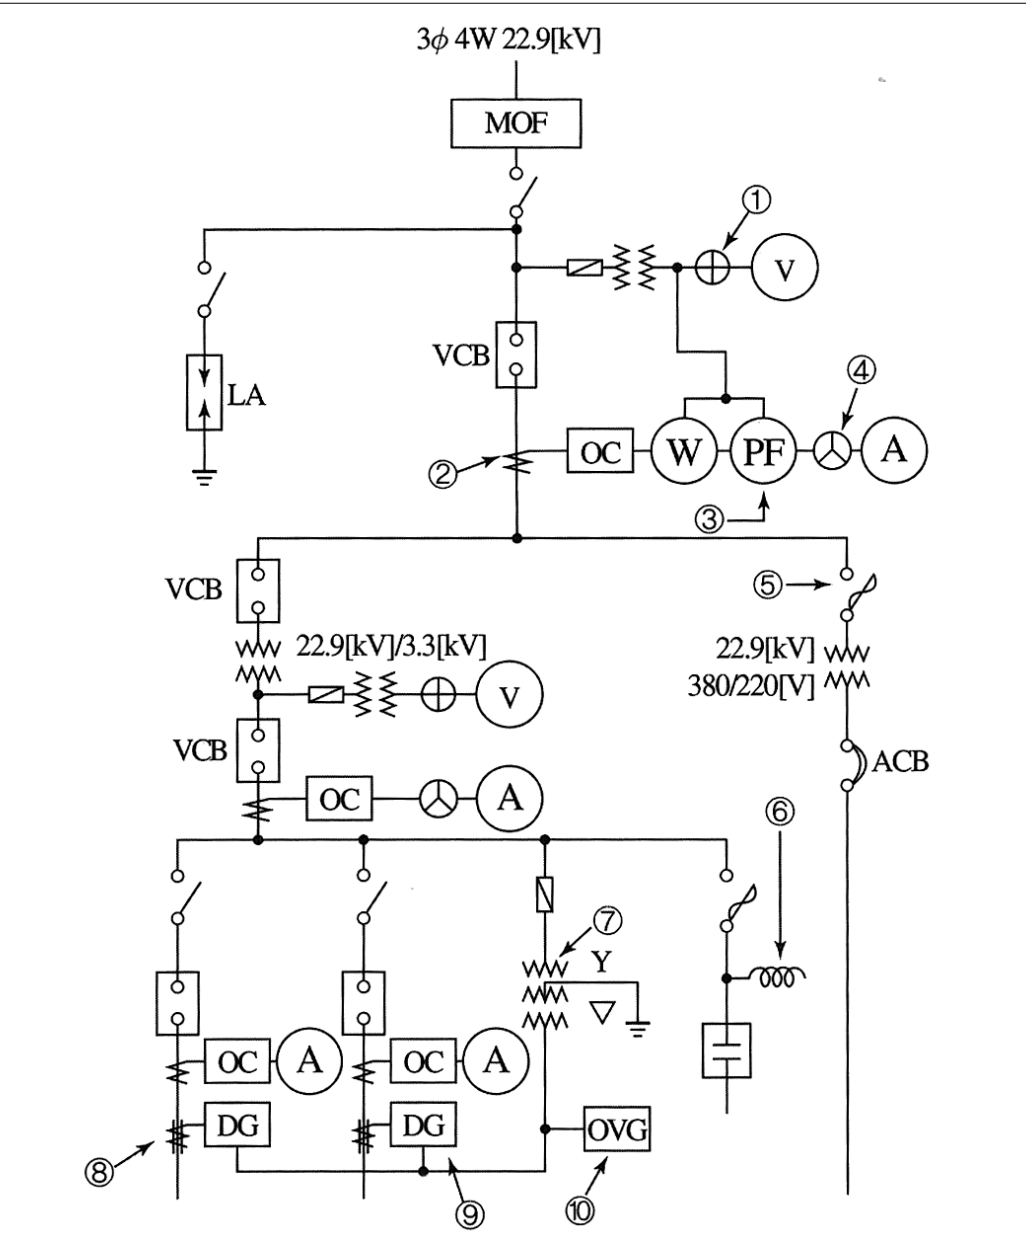 3φ 4W 22.9[kV]
MOF
①
V
VCB
LA
④
OC
W
PF
A
②
③
VCB
⑤
22.9[kV]/3.3[kV]
22.9[kV]
380/220[V]
V
VCB
ACB
OC
A
⑥
⑦
Y
▽
OC
A
OC
A
DG
DG
OVG
⑧
⑨
⑩